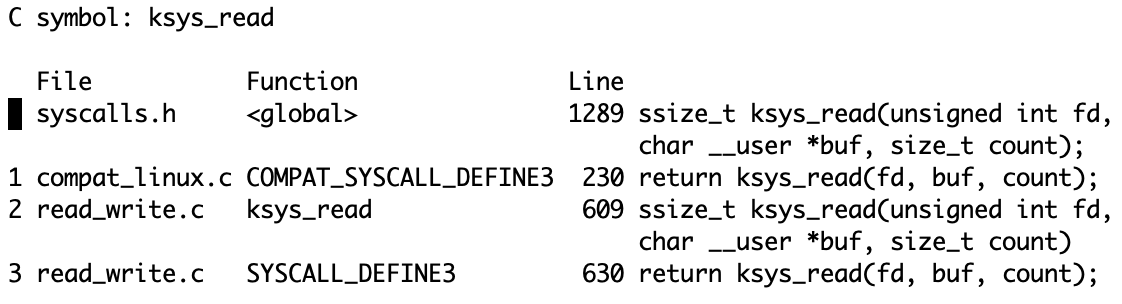 C symbol: ksys_read
File Function Line
syscalls.h <global> 1289 ssize_t ksys_read(unsigned int fd,
char __user *buf, size_t count);
1 compat_linux.c COMPAT_SYSCALL_DEFINE3 230 return ksys_read(fd, buf, count);
2 read_write.c ksys_read 609 ssize_t ksys_read(unsigned int fd,
char __user *buf, size_t count)
3 read_write.c SYSCALL_DEFINE3 630 return ksys_read(fd, buf, count);